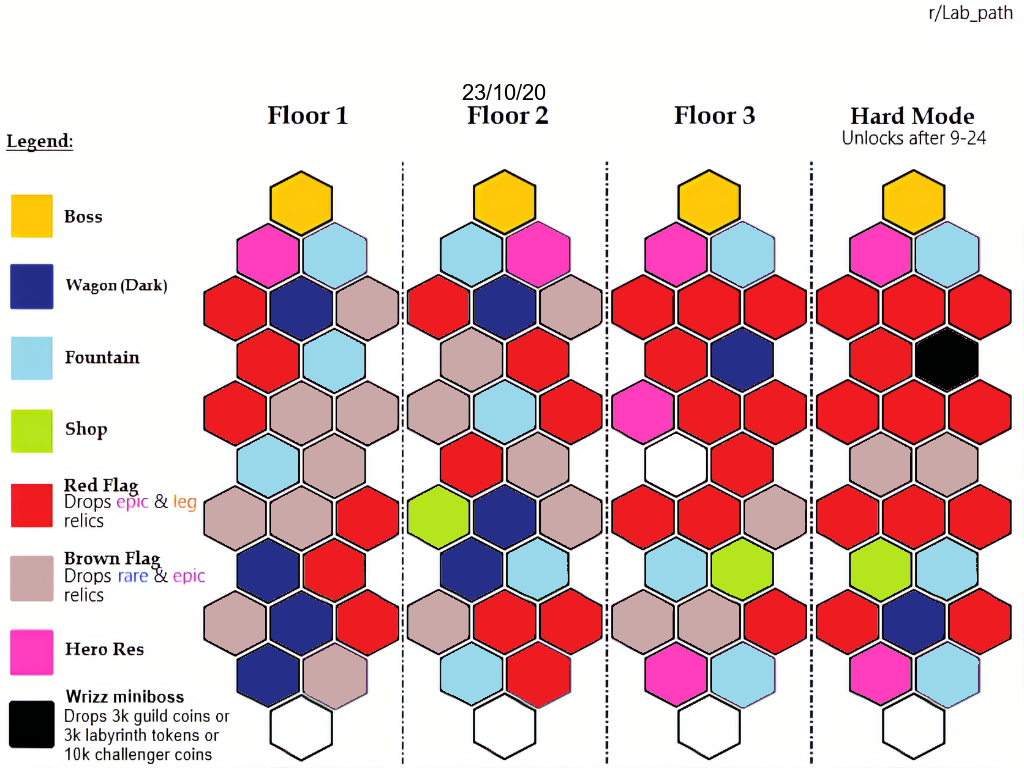 r/Lab_path
23/10/20
Floor 1
Floor 2
Floor 3
Hard Mode
Unlocks after 9-24
Legend:
Boss
Wagon (Dark)
Fountain
Shop
Red Flag
Drops epic & leg
relics
Brown Flag
Drops rare & epic
relics
Hero Res
Wrizz miniboss
Drops 3k guild coins or
3k labyrinth tokens or
10k challenger coins